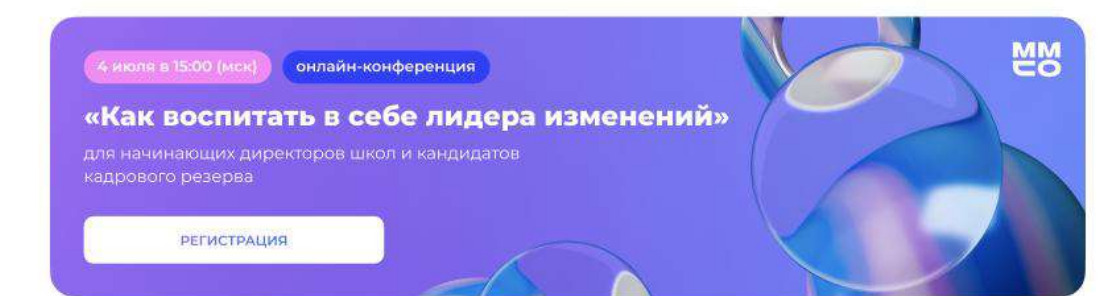 4 июля в 15:00 (мск)
онлайн-конференция
ММ
СО
«Как воспитать в себе лидера изменений»
для начинающих директоров школ и кандидатов
кадрового резерва
РЕГИСТРАЦИЯ